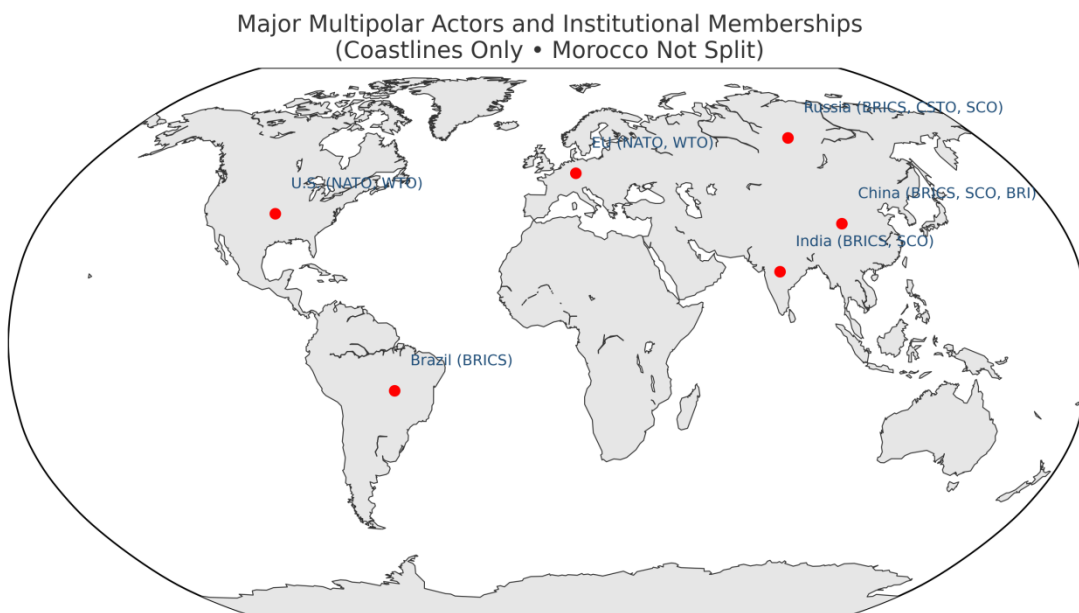 Major Multipolar Actors and Institutional Memberships
(Coastlines Only • Morocco Not Split)
Russia (BRICS, CSTO, SCO)
EU (NATO, WTO)
U.S. (NATO, WTO)
China (BRICS, SCO, BRI)
India (BRICS, SCO)
Brazil (BRICS)